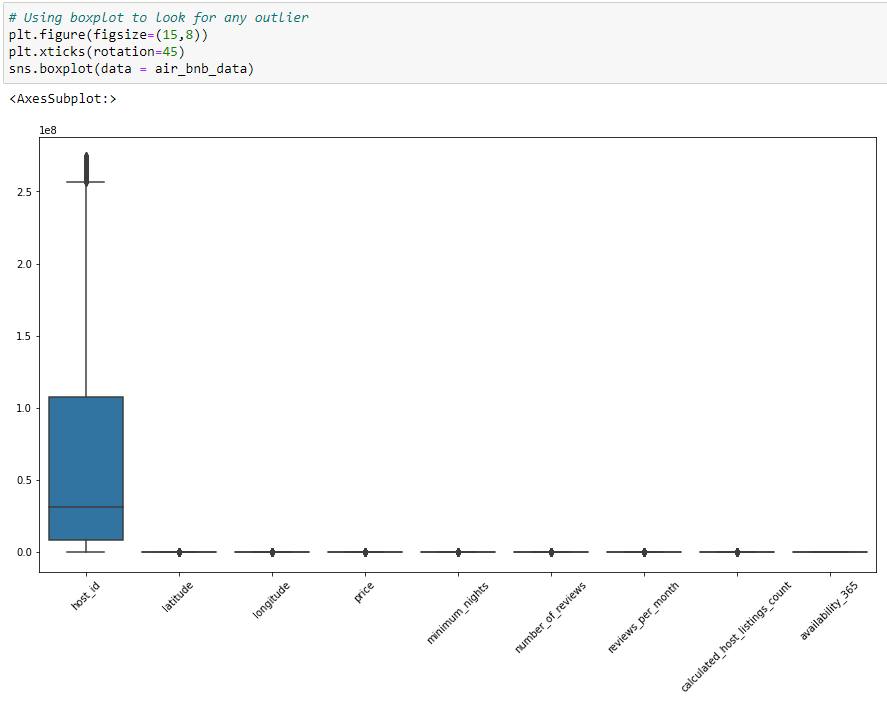 # Using boxplot to look for any outlier
plt.figure(figsize=(15,8))
plt.xticks(rotation=45)
sns.boxplot(data = air_bnb_data)
<AxesSubplot:>
1e8
2.5
2.0
1.5
1.0
0.5
0.0
host_id
latitude
longitude
price
minimum_nights
number_of_reviews
reviews_per_month
calculated_host_listings_count
availability_365